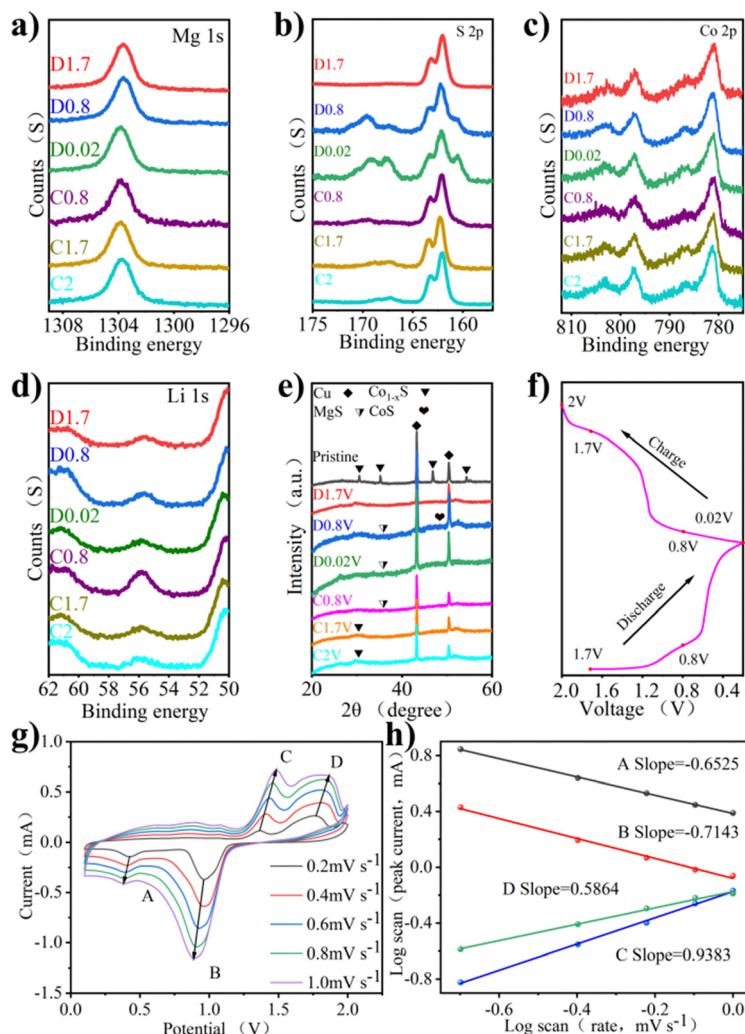 a) Mg 1s
D1.7
D0.8
D0.02
C0.8
C1.7
C2
Counts (S)
1308 1304 1300 1296
Binding energy
b) S 2p
D1.7
D0.8
D0.02
C0.8
C1.7
C2
Counts (S)
175 169 163 160
Binding energy
c) Co 2p
D1.7
D0.8
D0.02
C0.8
C1.7
C2
Counts (S)
810 800 790 780
Binding energy
d) Li 1s
D1.7
D0.8
D0.02
C0.8
C1.7
C2
Counts (S)
62 60 58 56 54 52 50
Binding energy
e) Cu Co1-xS
MgS CoS
Pristine
D1.7V
D0.8V
D0.02V
C0.8V
C1.7V
C2V
Intensity (a.u.)
20 30 40 50 60
2θ (degree)
f)
2V
1.7V
Charge
0.02V
0.8V
Discharge
1.7V
0.8V
2.0 1.6 1.2 0.8 0.4
Voltage (V)
g)
C D
A
B
0.2mV s-1
0.4mV s-1
0.6mV s-1
0.8mV s-1
1.0mV s-1
1.0
0.5
0.0
-0.5
-1.0
-1.5
Current (mA)
0.0 0.5 1.0 1.5 2.0
Potential (V)
h)
A Slope=-0.6525
B Slope=-0.7143
D Slope=0.5864
C Slope=0.9383
0.8
0.4
0.0
-0.4
-0.8
Log scan (peak current, mA)
-0.6 -0.4 -0.2 0.0
Log scan (rate, mV s-1)